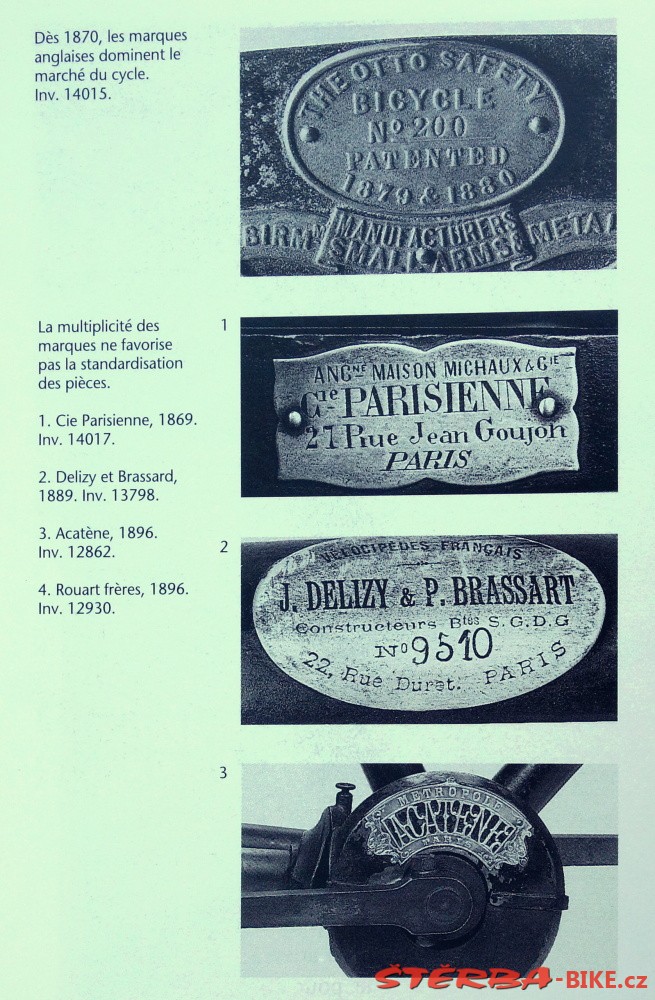 Dès 1870, les marques
anglaises dominent le
marché du cycle.
Inv. 14015.
THE OTTO SAFETY
BICYCLE
No 200
PATENTED
1879 & 1880
BIRMM MANUFACTURERS METAL
SMALL ARMS &
La multiplicité des
marques ne favorise
pas la standardisation
des pièces.
1. Cie Parisienne, 1869.
Inv. 14017.
2. Delizy et Brassard,
1889. Inv. 13798.
3. Acatène, 1896.
Inv. 12862.
4. Rouart frères, 1896.
Inv. 12930.
1
ANCNE MAISON MICHAUX & CIE
Cie PARISIENNE
27 Rue Jean Goujon
PARIS
2
VÉLOCIPÈDES FRANÇAIS
J. DELIZY & P. BRASSART
Constructeurs Btés S.G.D.G
No 9510
22, Rue Duret. PARIS
3
METROPOLE
ACATENE
PARIS
ŠTĚRBA-BIKE.cz